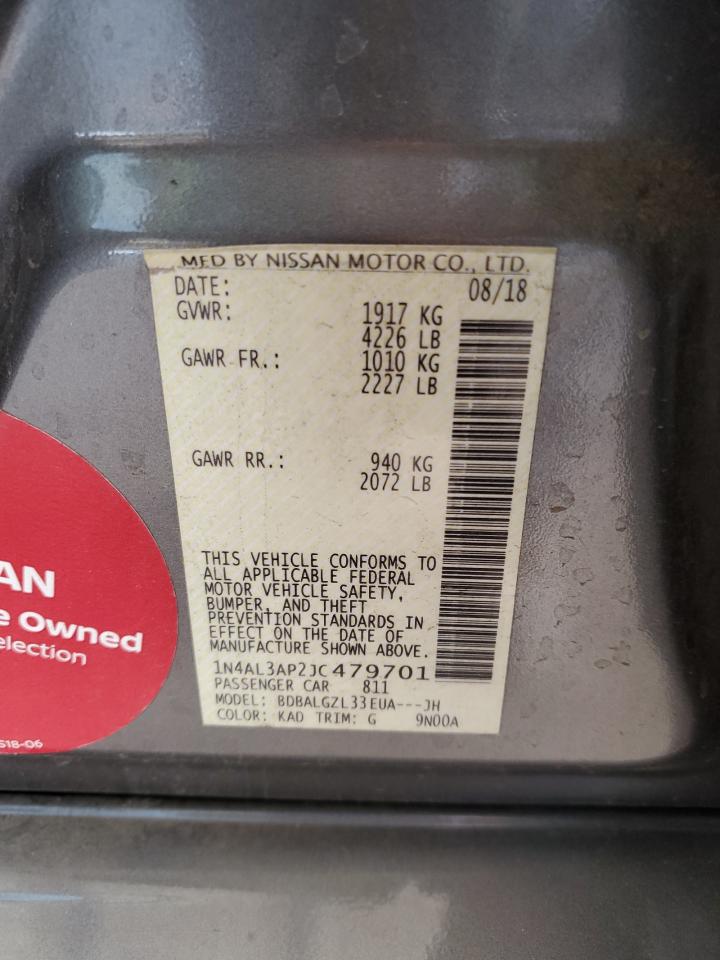 MFD BY NISSAN MOTOR CO., LTD.
DATE: 08/18
GVWR: 1917 KG
4226 LB
GAWR FR.: 1010 KG
2227 LB
GAWR RR.: 940 KG
2072 LB
THIS VEHICLE CONFORMS TO
ALL APPLICABLE FEDERAL
MOTOR VEHICLE SAFETY,
BUMPER, AND THEFT
PREVENTION STANDARDS IN
EFFECT ON THE DATE OF
MANUFACTURE SHOWN ABOVE.
1N4AL3AP2JC479701
PASSENGER CAR 811
MODEL: BDBALGZL33EUA---JH
COLOR: KAD TRIM: G 9N00A
AN
e Owned
election
S18-06